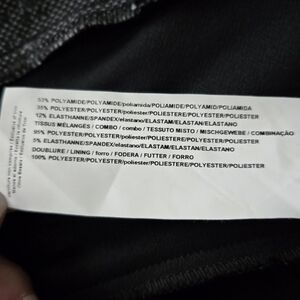 53% POLYAMIDE/POLYAMIDE/poliamida/POLIAMIDE/POLYAMID/POLIAMIDA
35% POLYESTER/POLYESTER/poliester/POLIESTERE/POLYESTER/POLIESTER
12% ELASTHANNE/SPANDEX/elastano/ELASTAM/ELASTAN/ELASTANO
TISSUS MÉLANGÉS / COMBO / combo / TESSUTO MISTO / MISCHGEWEBE / COMBINAÇÃO
95% POLYESTER/POLYESTER/poliester/POLIESTERE/POLYESTER/POLIESTER
5% ELASTHANNE/SPANDEX/elastano/ELASTAM/ELASTAN/ELASTANO
DOUBLURE / LINING / forro / FODERA / FUTTER / FORRO
100% POLYESTER/POLYESTER/poliester/POLIESTERE/POLYESTER/POLIESTER